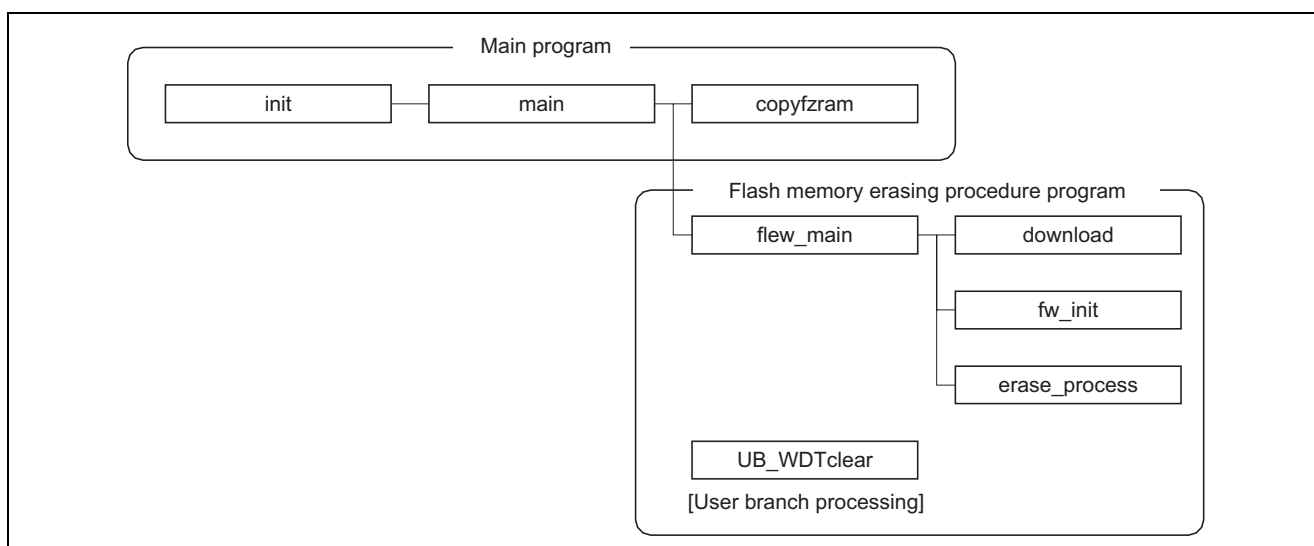 Main program
init
main
copyfzram
Flash memory erasing procedure program
flew_main
download
fw_init
erase_process
UB_WDTclear
[User branch processing]